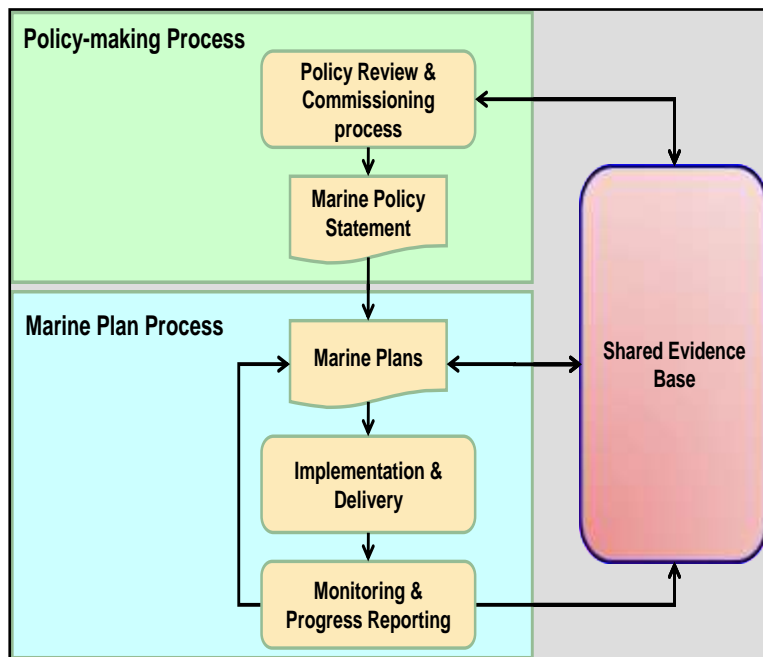 Policy-making Process
Policy Review &
Commissioning
process
Marine Policy
Statement
Marine Plan Process
Marine Plans
Shared Evidence
Base
Implementation &
Delivery
Monitoring &
Progress Reporting